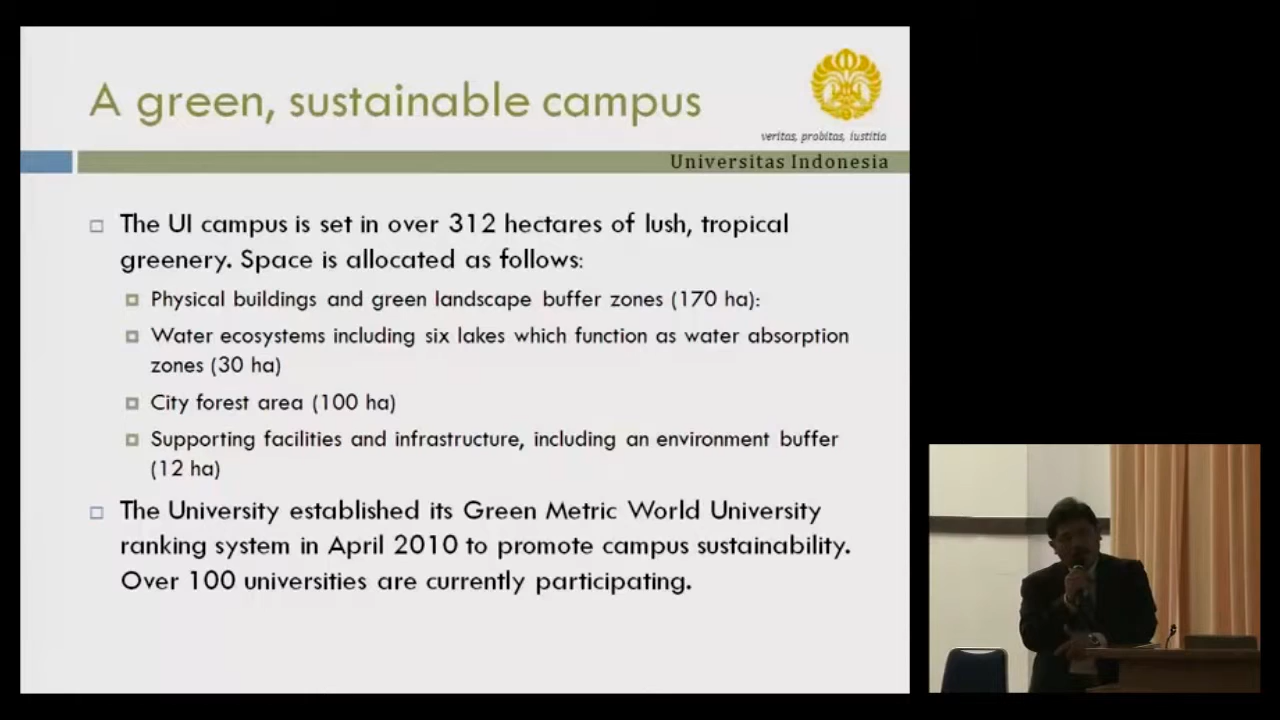 A green, sustainable campus
veritas, probitas, iustitia
Universitas Indonesia
The UI campus is set in over 312 hectares of lush, tropical
greenery. Space is allocated as follows:
Physical buildings and green landscape buffer zones (170 ha):
Water ecosystems including six lakes which function as water absorption
zones (30 ha)
City forest area (100 ha)
Supporting facilities and infrastructure, including an environment buffer
(12 ha)
The University established its Green Metric World University
ranking system in April 2010 to promote campus sustainability.
Over 100 universities are currently participating.